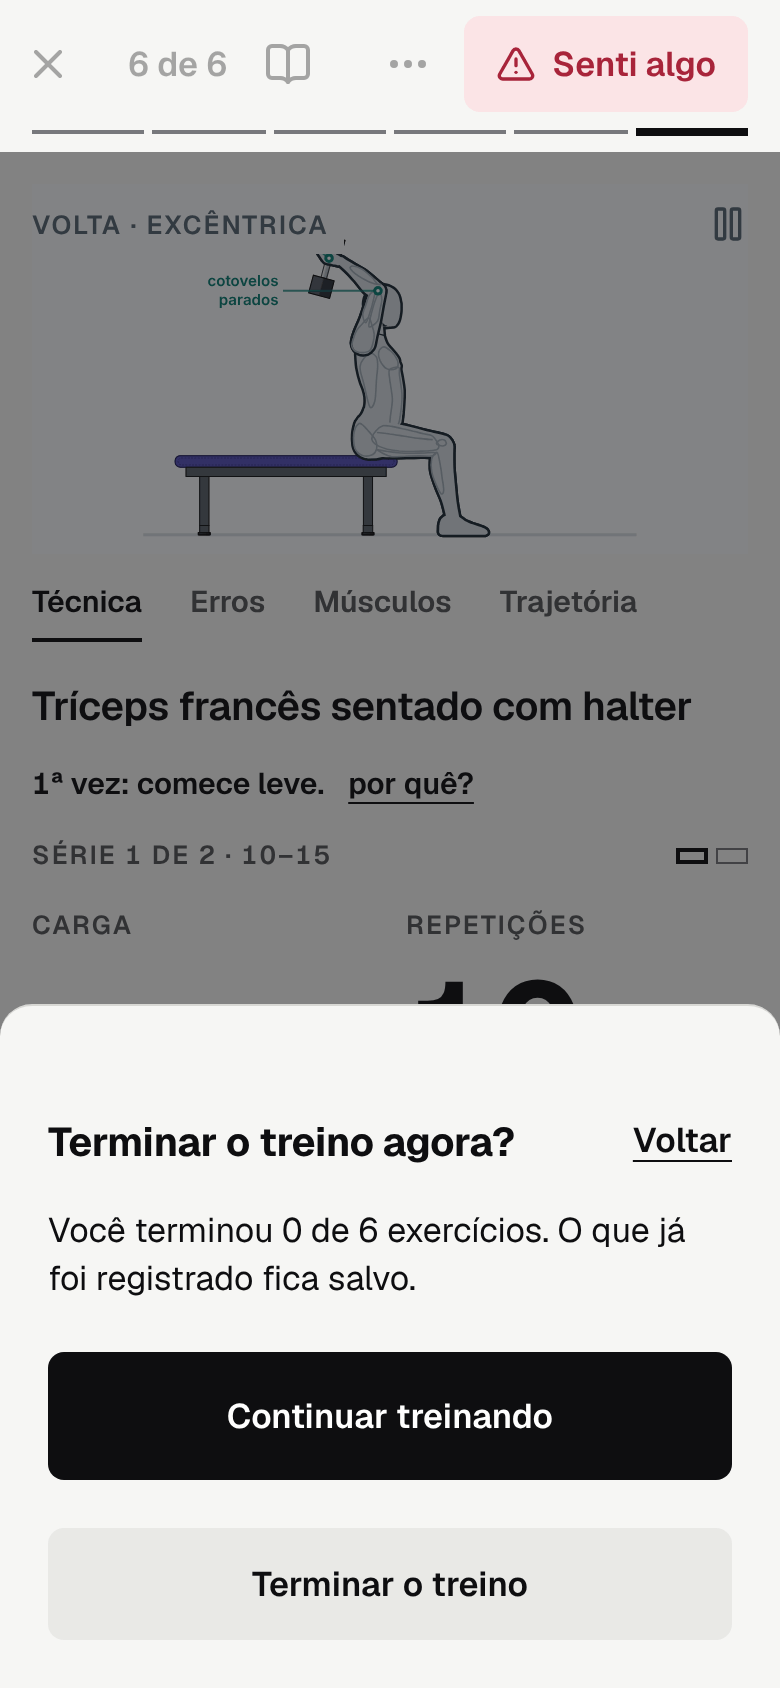 6 de 6
Senti algo
VOLTA · EXCÊNTRICA
cotovelos
parados
Técnica
Erros
Músculos
Trajetória
Tríceps francês sentado com halter
1ª vez: comece leve. por quê?
SÉRIE 1 DE 2 · 10–15
CARGA
REPETIÇÕES
Terminar o treino agora?
Voltar
Você terminou 0 de 6 exercícios. O que já
foi registrado fica salvo.
Continuar treinando
Terminar o treino